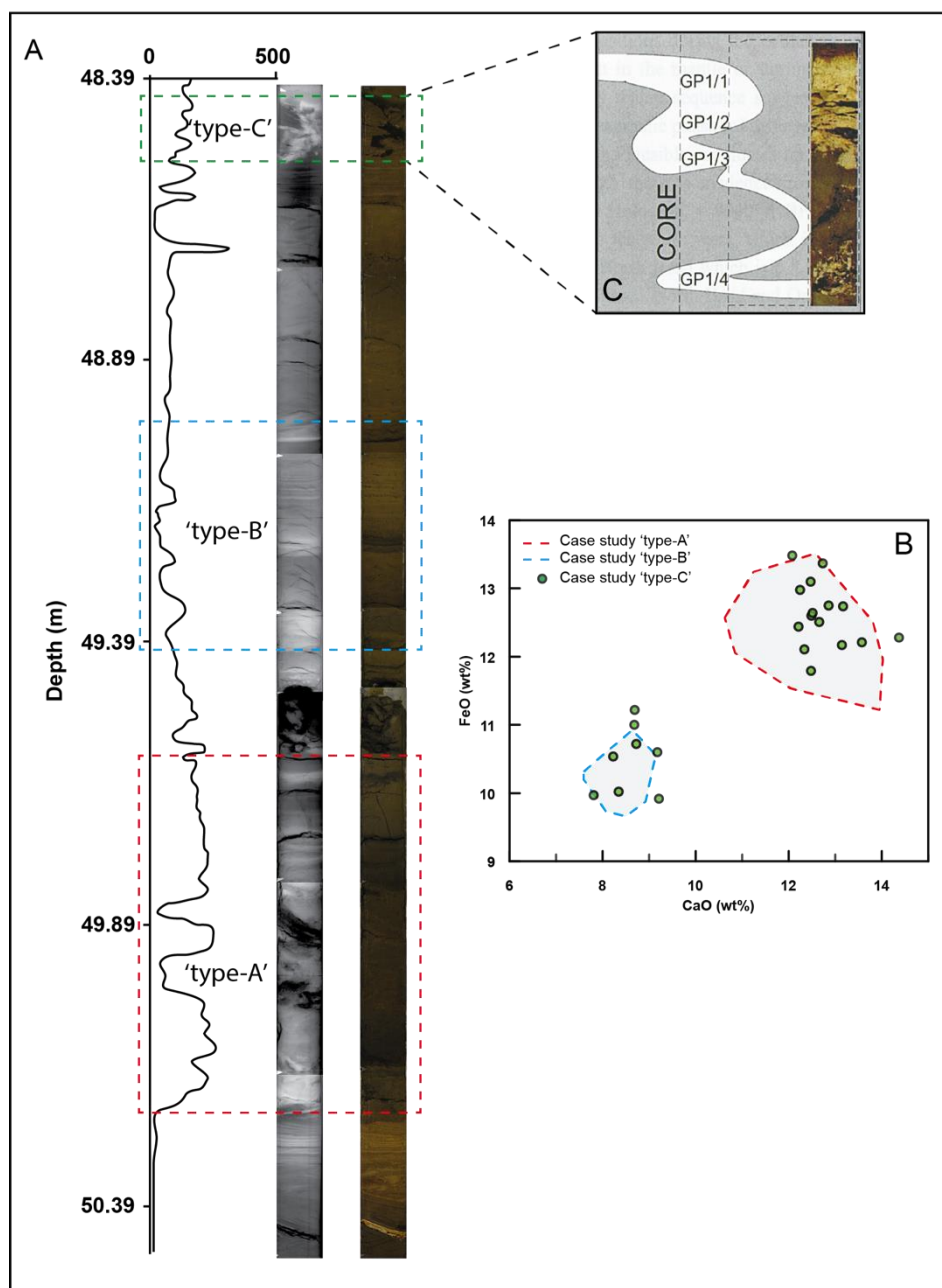 A
0 500
48.39
48.89
49.39
49.89
50.39
Depth (m)
'type-C'
'type-B'
'type-A'
GP1/1
GP1/2
GP1/3
GP1/4
CORE
C
B
Case study 'type-A'
Case study 'type-B'
Case study 'type-C'
14
13
12
11
10
9
FeO (wt%)
6 8 10 12 14
CaO (wt%)